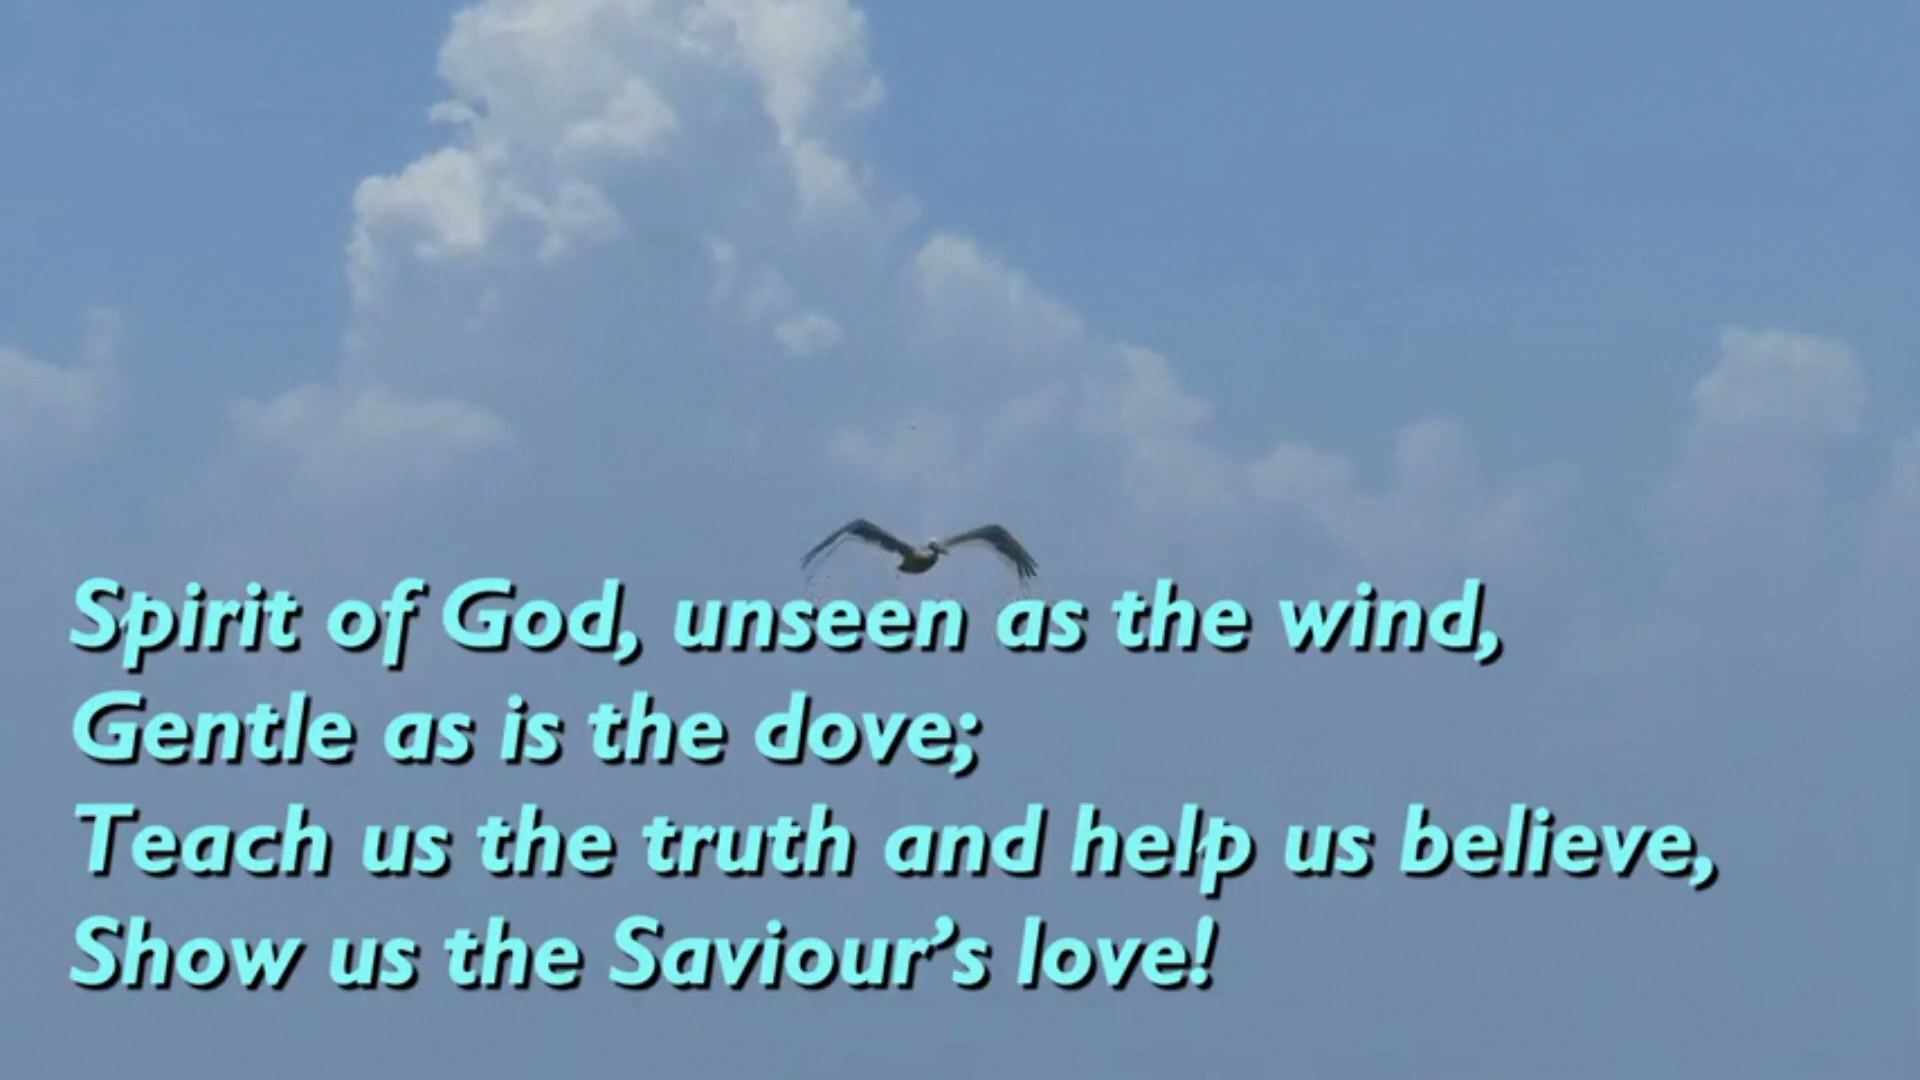 Spirit of God, unseen as the wind,
Gentle as is the dove;
Teach us the truth and help us believe,
Show us the Saviour’s love!